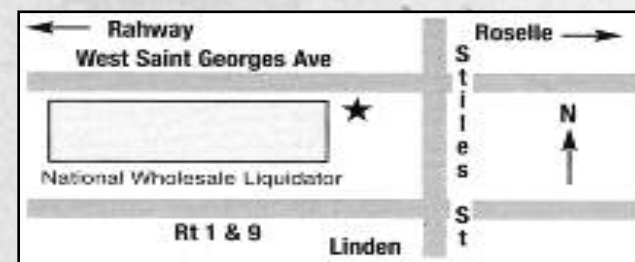 Rahway
Roselle
West Saint Georges Ave
Stiles St
N
National Wholesale Liquidator
Rt 1 & 9
Linden